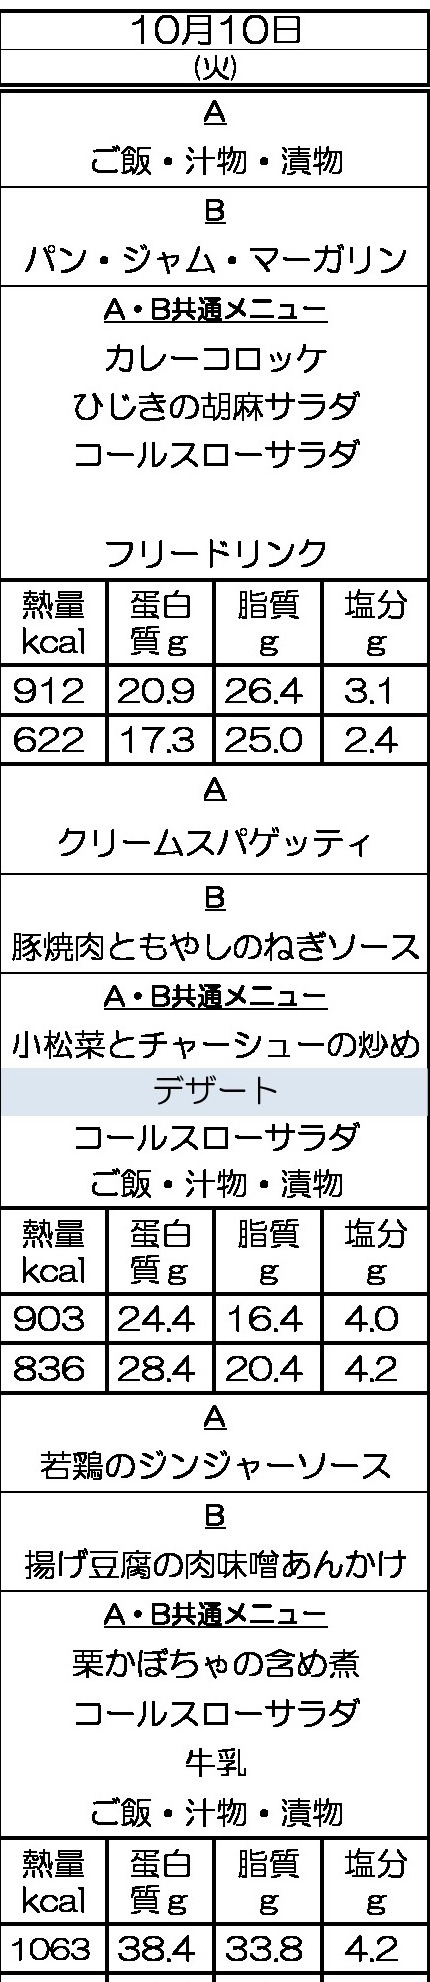 10月10日
(火)
A
ご飯・汁物・漬物
B
パン・ジャム・マーガリン
A・B共通メニュー
カレーコロッケ
ひじきの胡麻サラダ
コールスローサラダ
フリードリンク
熱量 蛋白 脂質 塩分
kcal 質g g g
912 20.9 26.4 3.1
622 17.3 25.0 2.4
A
クリームスパゲッティ
B
豚焼肉ともやしのねぎソース
A・B共通メニュー
小松菜とチャーシューの炒め
デザート
コールスローサラダ
ご飯・汁物・漬物
熱量 蛋白 脂質 塩分
kcal 質g g g
903 24.4 16.4 4.0
836 28.4 20.4 4.2
A
若鶏のジンジャーソース
B
揚げ豆腐の肉味噌あんかけ
A・B共通メニュー
栗かぼちゃの含め煮
コールスローサラダ
牛乳
ご飯・汁物・漬物
熱量 蛋白 脂質 塩分
kcal 質g g g
1063 38.4 33.8 4.2